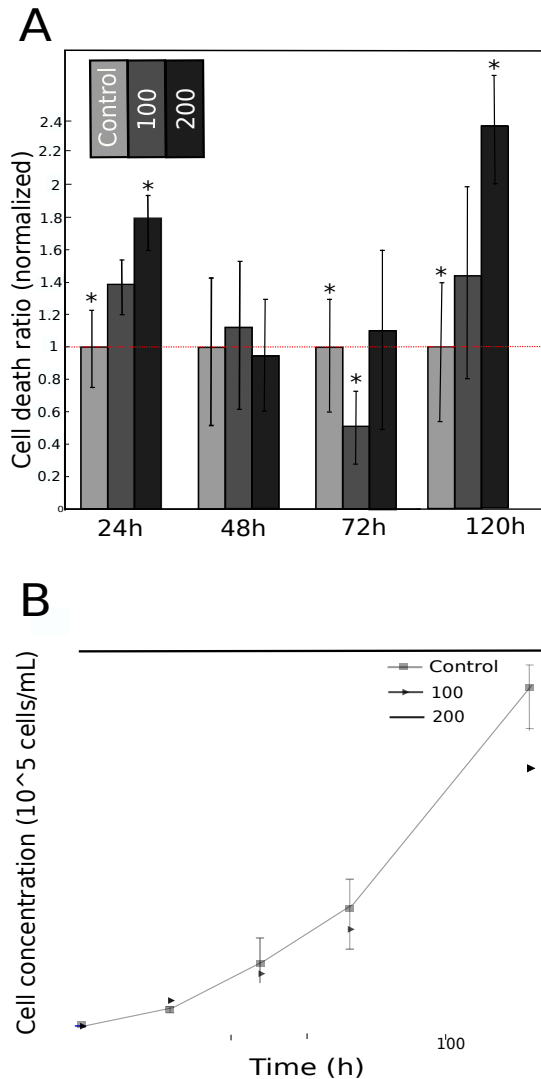 A
Control
100
200
Cell death ratio (normalized)
2.4
2.2
2
1.8
1.6
1.4
1.2
1
0.8
0.6
0.4
0.2
0
*
*
*
*
*
*
24h
48h
72h
120h
B
Control
100
200
Cell concentration (10^5 cells/mL)
100
Time (h)